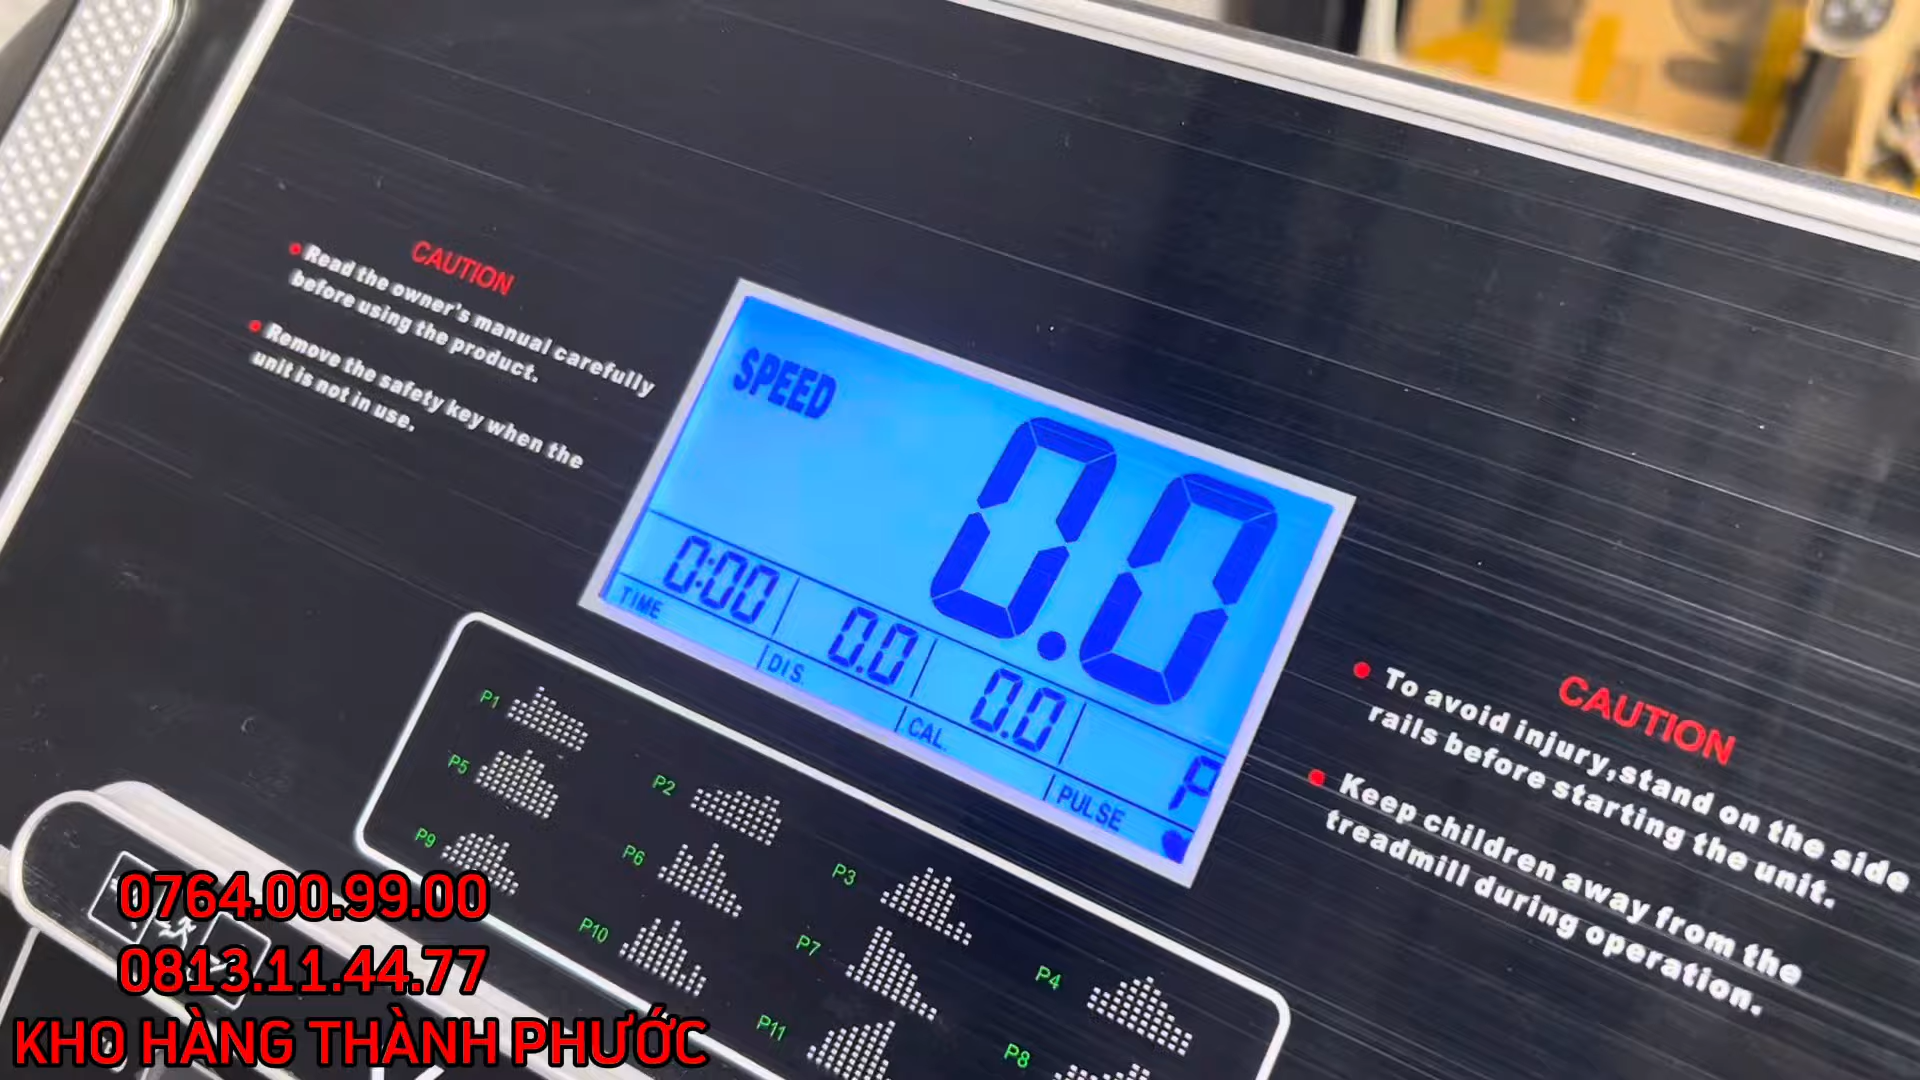 CAUTION
Read the owner's manual carefully
before using the product.
Remove the safety key when the
unit is not in use.
SPEED
0.0
0:00
0.0
0.0
P
TIME
DIS.
CAL.
PULSE
CAUTION
To avoid injury,stand on the side
rails before starting the unit.
Keep children away from the
treadmill during operation.
P1
P2
P3
P4
P5
P6
P7
P8
P9
P10
P11
0764.00.99.00
0813.11.44.77
KHO HÀNG THÀNH PHƯỚC